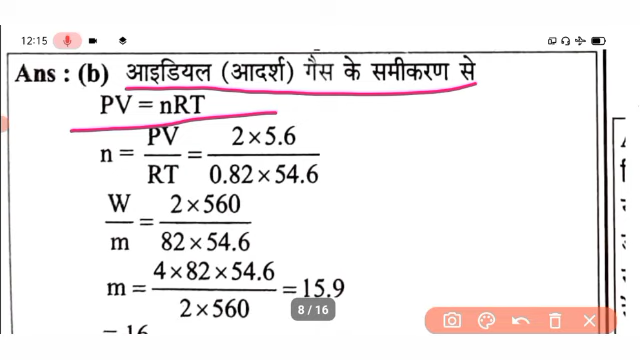 12:15
Ans : (b) आइडियल (आदर्श) गैस के समीकरण से
PV = nRT
n = PV/RT = 2 × 5.6/0.82 × 54.6
W/m = 2 × 560/82 × 54.6
m = 4 × 82 × 54.6/2 × 560 = 15.9
8 / 16
= 16